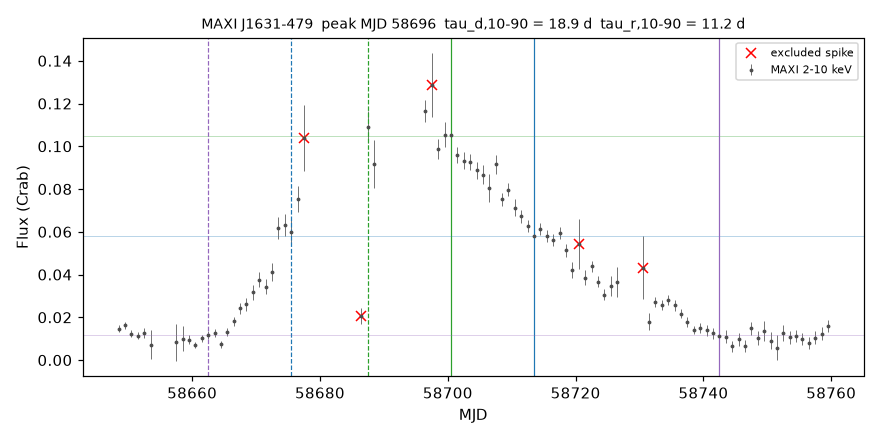 MAXI J1631-479  peak MJD 58696  tau_d,10-90 = 18.9 d  tau_r,10-90 = 11.2 d
excluded spike
MAXI 2-10 keV
Flux (Crab)
0.14
0.12
0.10
0.08
0.06
0.04
0.02
0.00
58660
58680
58700
58720
58740
58760
MJD